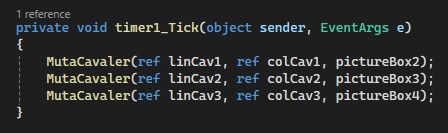 1 reference
private void timer1_Tick(object sender, EventArgs e)
{
MutaCavaler(ref linCav1, ref colCav1, pictureBox2);
MutaCavaler(ref linCav2, ref colCav2, pictureBox3);
MutaCavaler(ref linCav3, ref colCav3, pictureBox4);
}